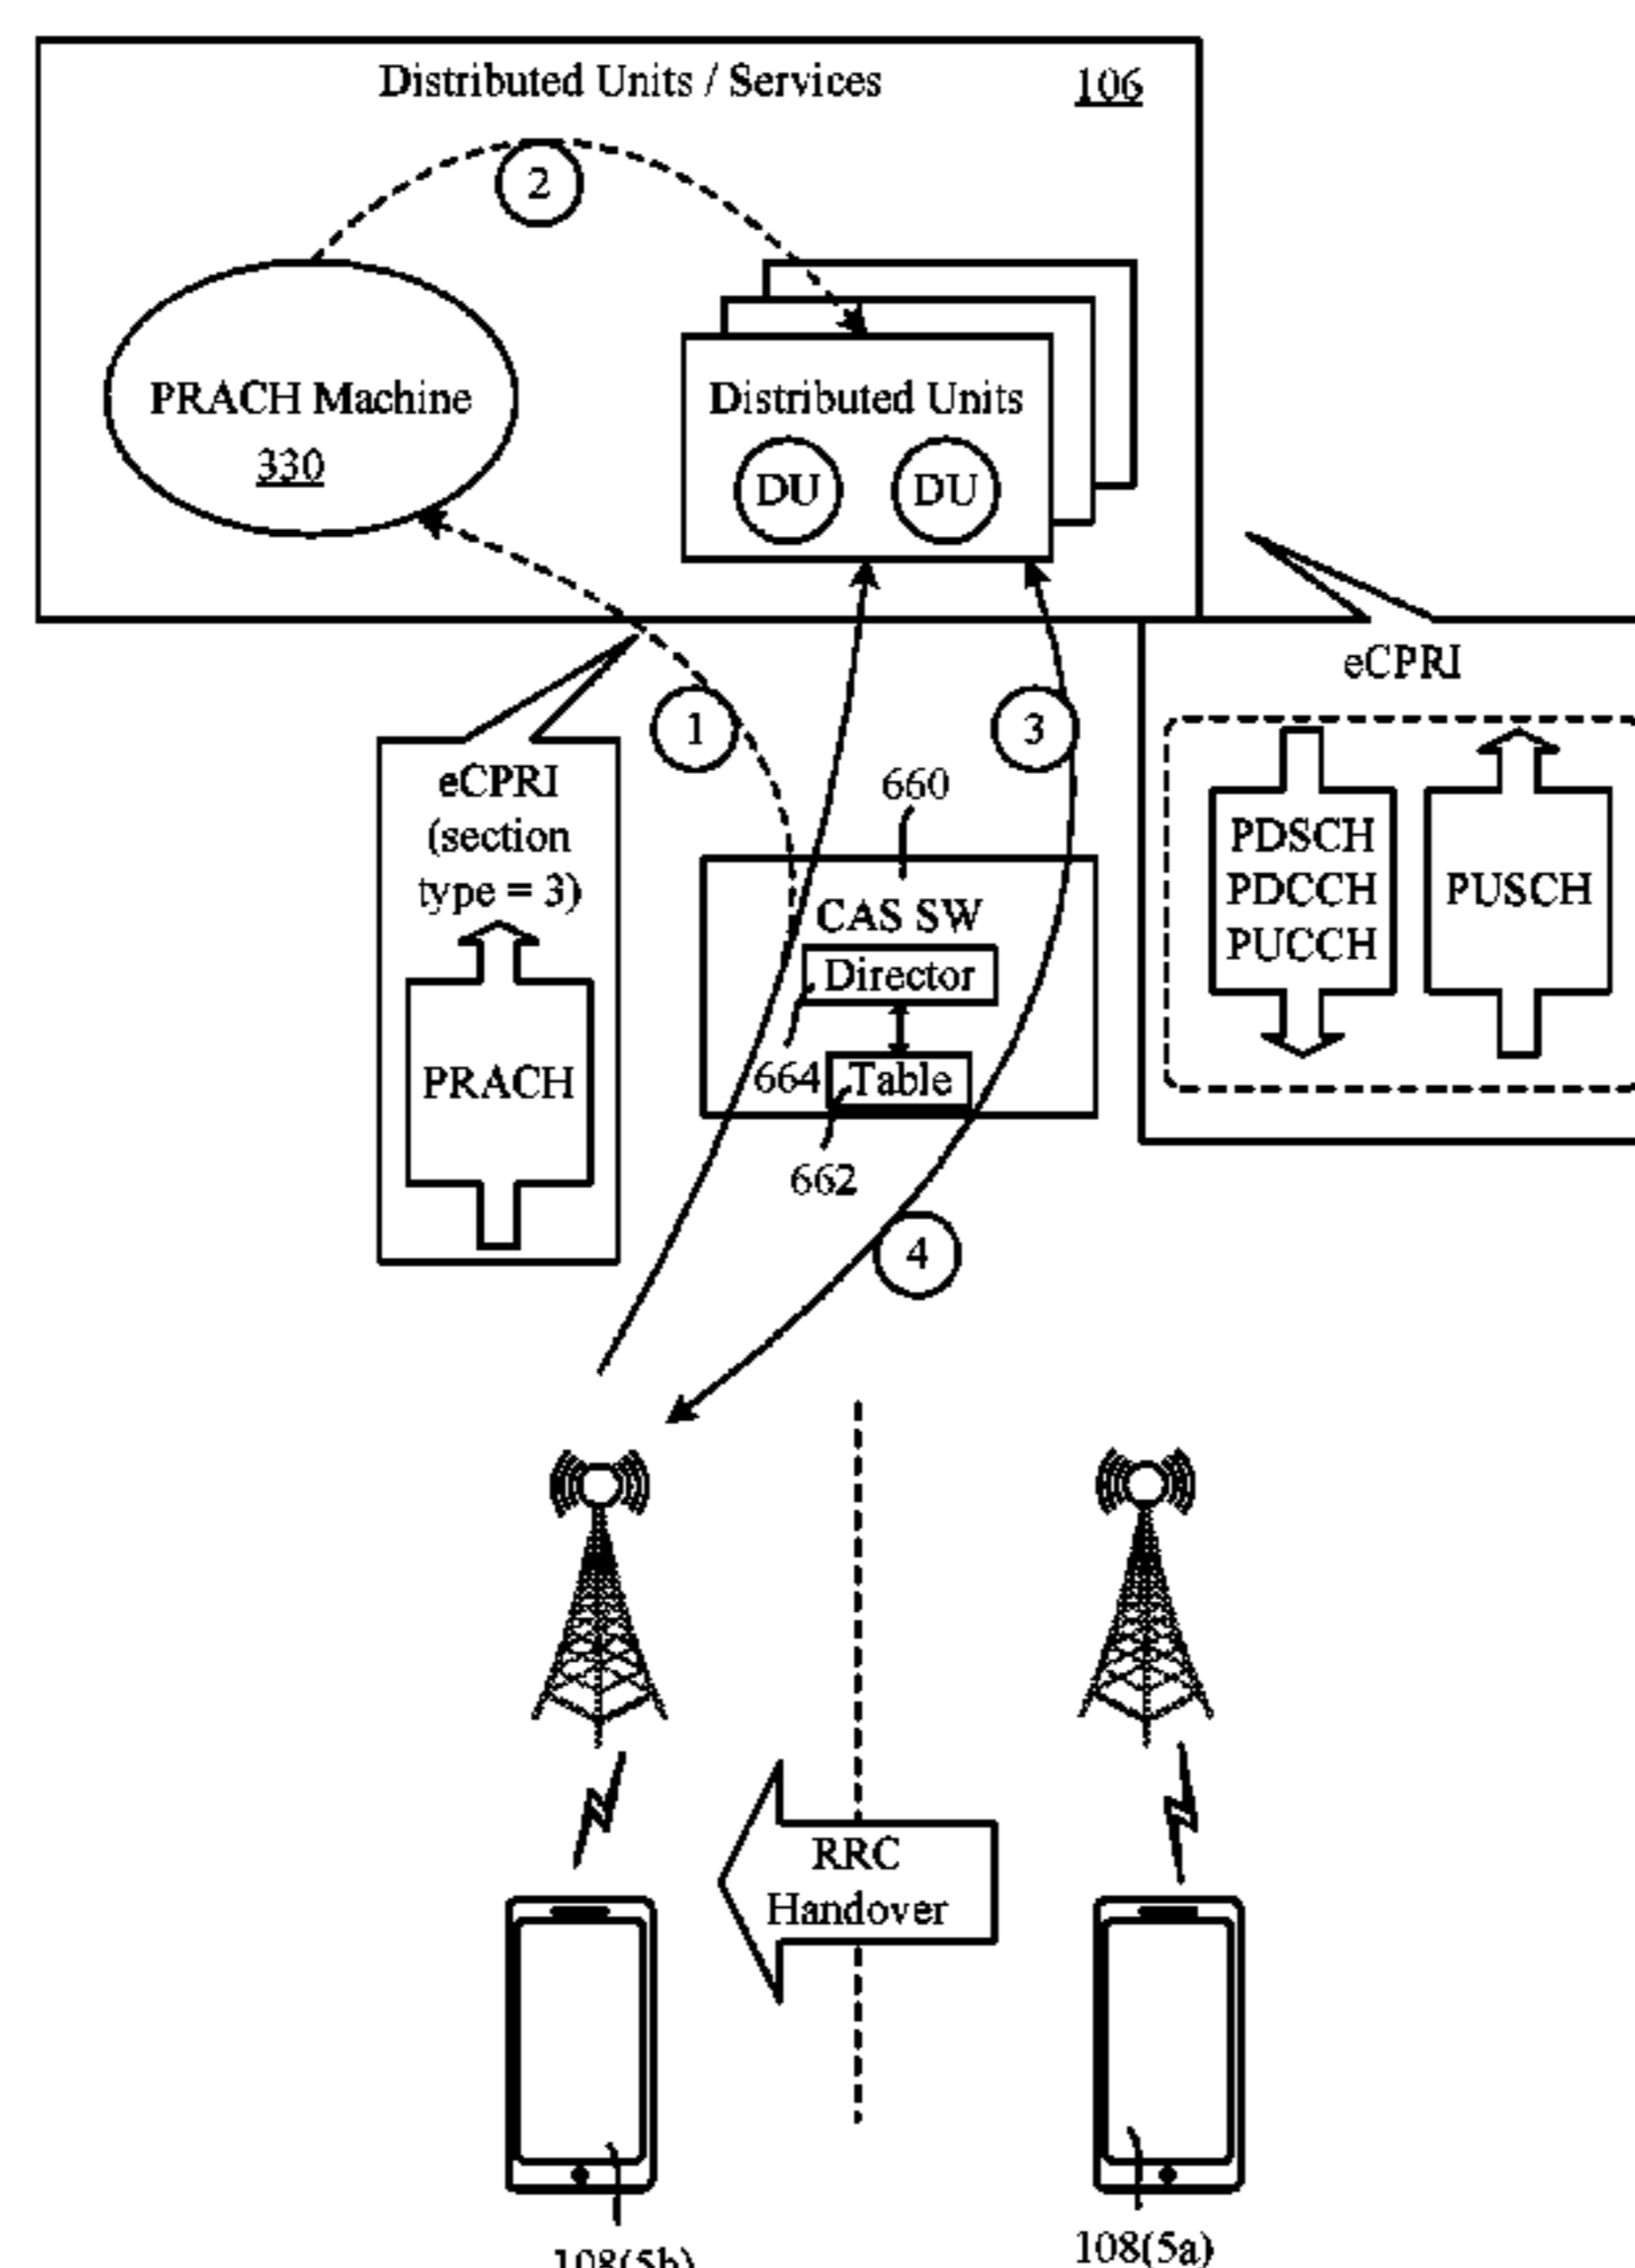 Distributed Units / Services
106
2
PRACH Machine
330
Distributed Units
DU
DU
1
3
eCPRI
(section
type = 3)
PRACH
660
CAS SW
Director
664
Table
662
4
eCPRI
PDSCH
PDCCH
PUCCH
PUSCH
RRC
Handover
108(5b)
108(5a)